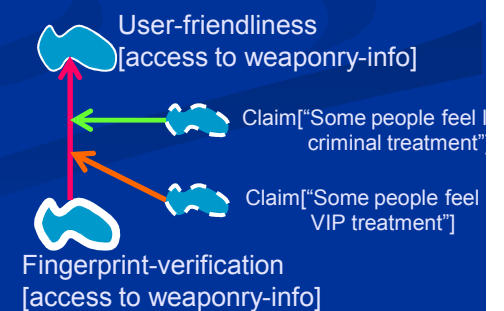 User-friendliness
[access to weaponry-info]
Claim["Some people feel l
criminal treatment"]
Claim["Some people feel
VIP treatment"]
Fingerprint-verification
[access to weaponry-info]